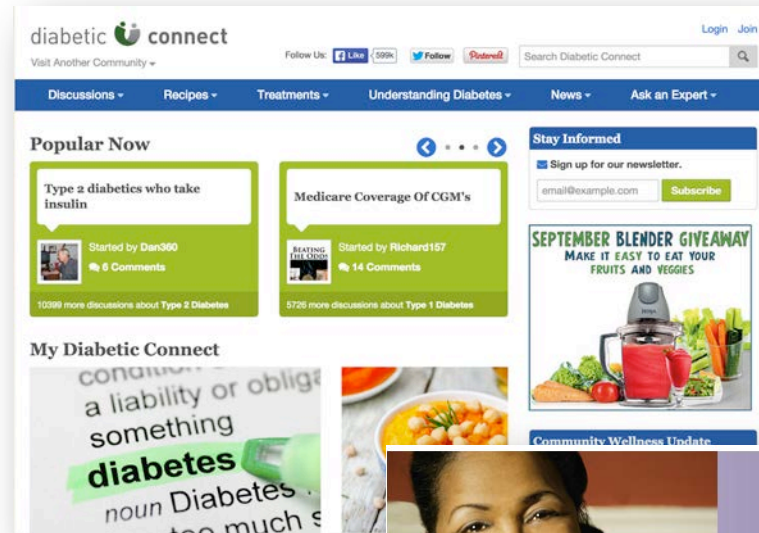 diabetic connect
Login Join
Visit Another Community
Follow Us: Like 599k Follow Pinterest Search Diabetic Connect
Discussions Recipes Treatments Understanding Diabetes News Ask an Expert
Popular Now
Type 2 diabetics who take
insulin
Started by Dan360
6 Comments
10399 more discussions about Type 2 Diabetes
Medicare Coverage Of CGM's
BEATING
THE ODDS
Started by Richard157
14 Comments
5726 more discussions about Type 1 Diabetes
Stay Informed
Sign up for our newsletter.
email@example.com Subscribe
SEPTEMBER BLENDER GIVEAWAY
MAKE IT EASY TO EAT YOUR
FRUITS AND VEGGIES
NINJA
My Diabetic Connect
condition
a liability or obliga
something
diabetes
noun Diabetes
too much s
Community Wellness Update